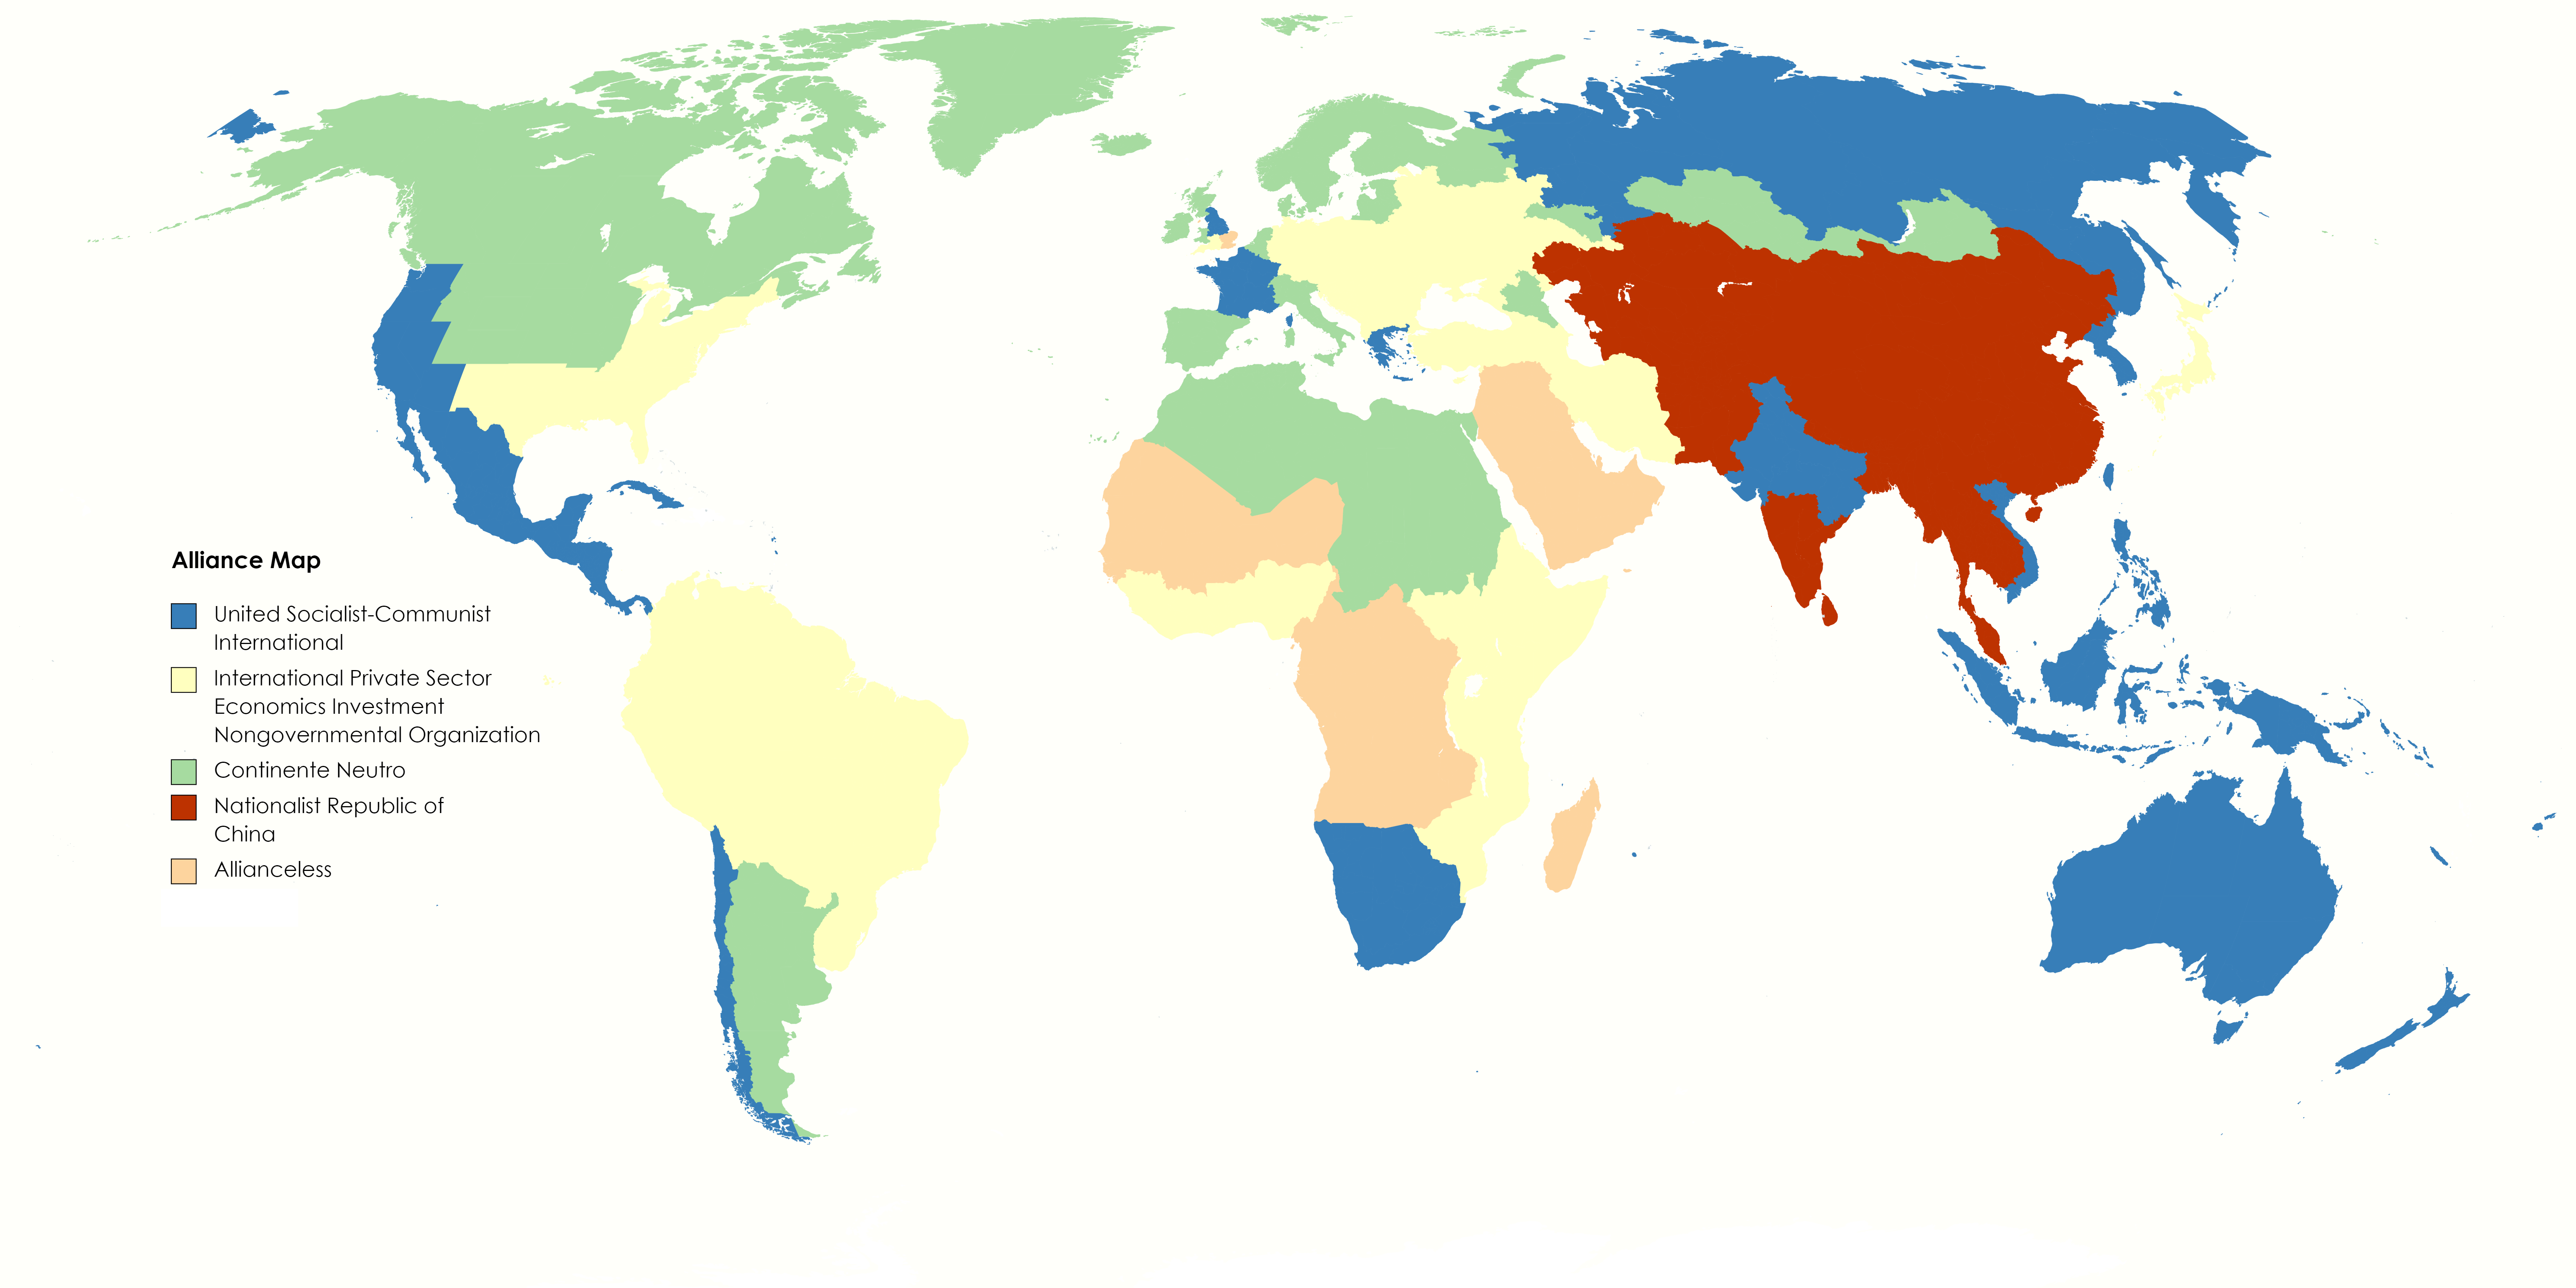 Alliance Map
United Socialist-Communist
International
International Private Sector
Economics Investment
Nongovernmental Organization
Continente Neutro
Nationalist Republic of
China
Allianceless